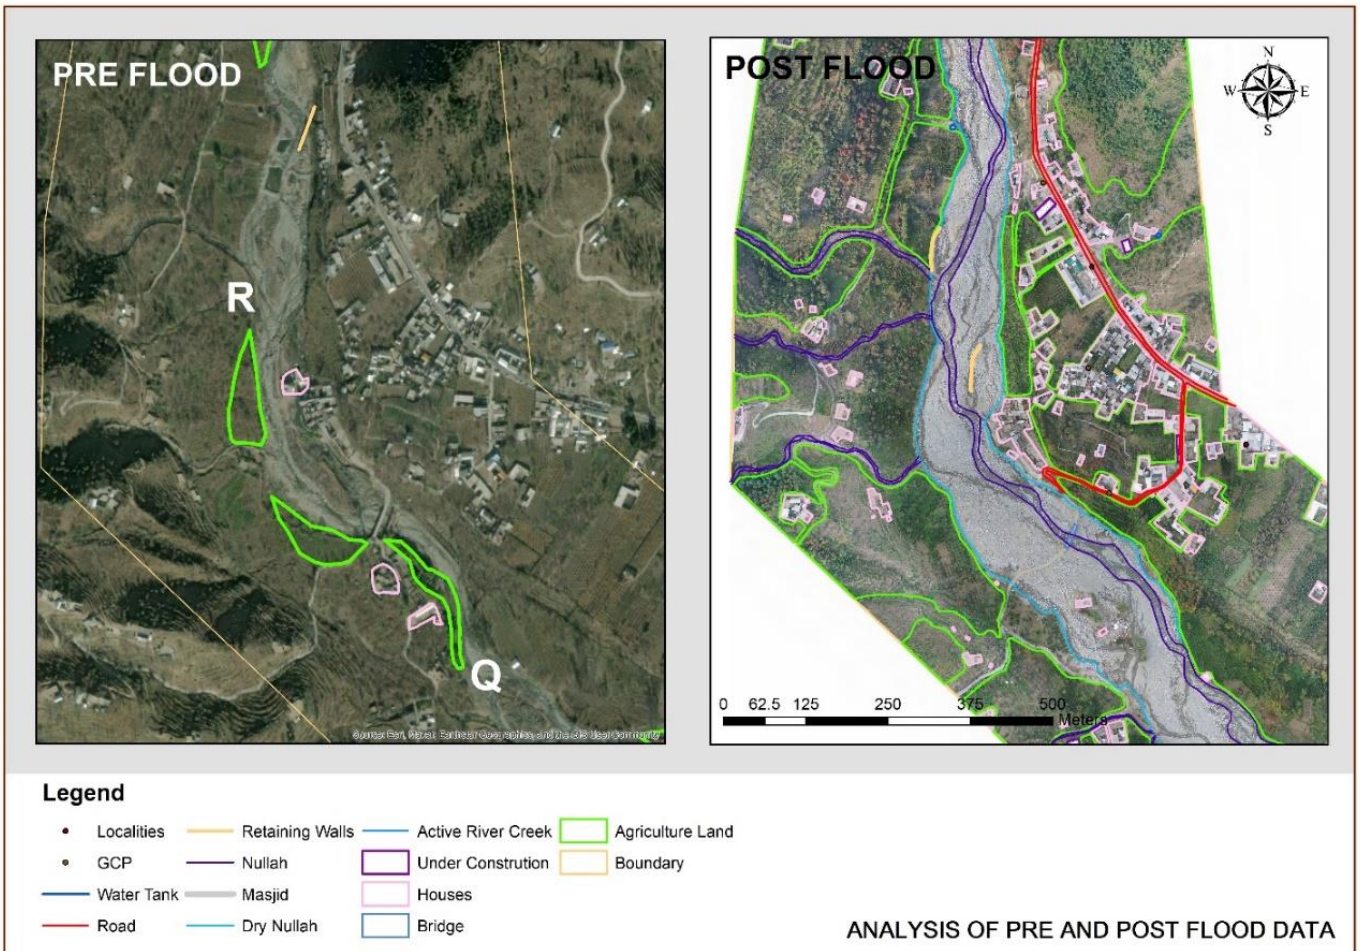 PRE FLOOD
R
Q
POST FLOOD
N
W E
S
0 62.5 125 250 375 500
Meters
Legend
Localities Retaining Walls Active River Creek Agriculture Land
GCP Nullah Under Constrution Boundary
Water Tank Masjid Houses
Road Dry Nullah Bridge
ANALYSIS OF PRE AND POST FLOOD DATA